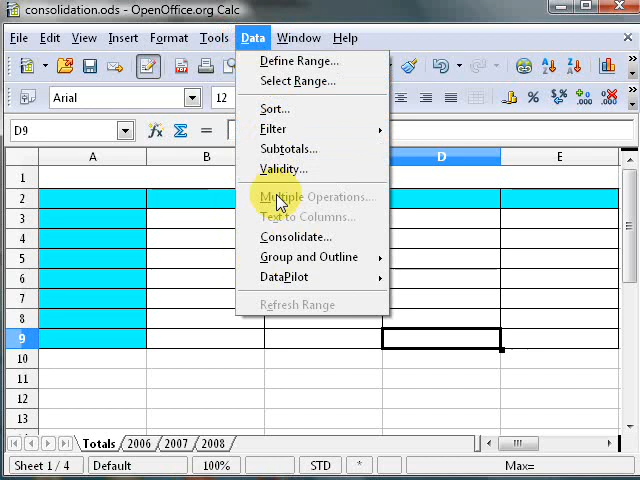 consolidation.ods - OpenOffice.org Calc
File Edit View Insert Format Tools Data Window Help
Define Range...
Select Range...
Arial 12
Sort...
Filter
D9
Subtotals...
A B D E
Validity...
1
2
Multiple Operations...
3
Text to Columns...
4
Consolidate...
5
Group and Outline
6
DataPilot
7
Refresh Range
8
9
10
11
12
13
Totals 2006 2007 2008
Sheet 1 / 4 Default 100% STD * Max=